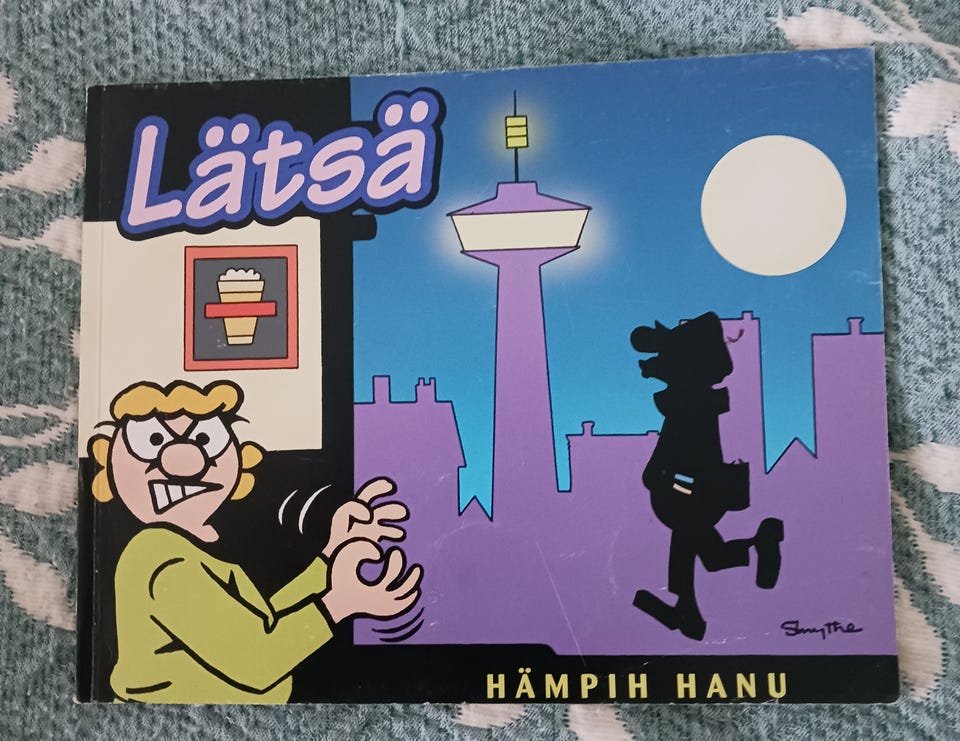 Lätsä
Smythe
HÄMPIH HANU